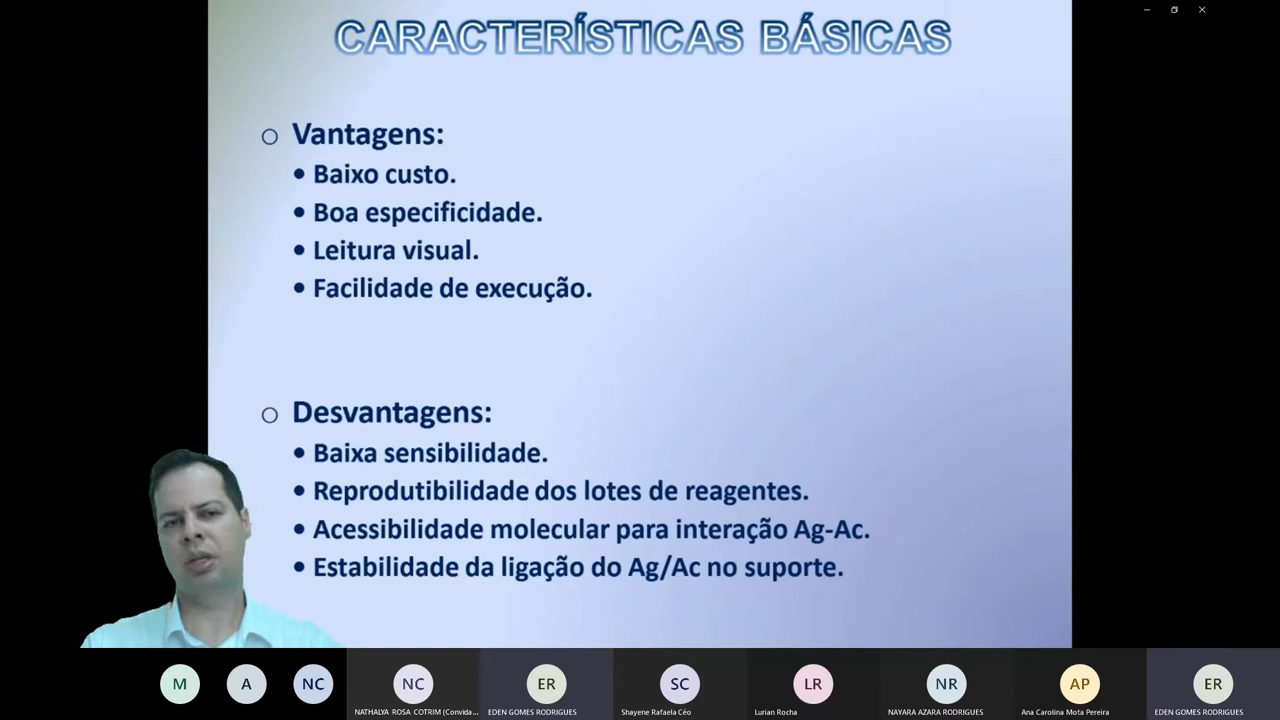 CARACTERÍSTICAS BÁSICAS
Vantagens:
• Baixo custo.
• Boa especificidade.
• Leitura visual.
• Facilidade de execução.
Desvantagens:
• Baixa sensibilidade.
• Reprodutibilidade dos lotes de reagentes.
• Acessibilidade molecular para interação Ag-Ac.
• Estabilidade da ligação do Ag/Ac no suporte.
M A NC NC ER SC LR NR AP ER
NATHALYA ROSA COTRIM (Convida... EDEN GOMES RODRIGUES Shayene Rafaela Céo Lurian Rocha NAYARA AZARA RODRIGUES Ana Carolina Mota Pereira EDEN GOMES RODRIGUES